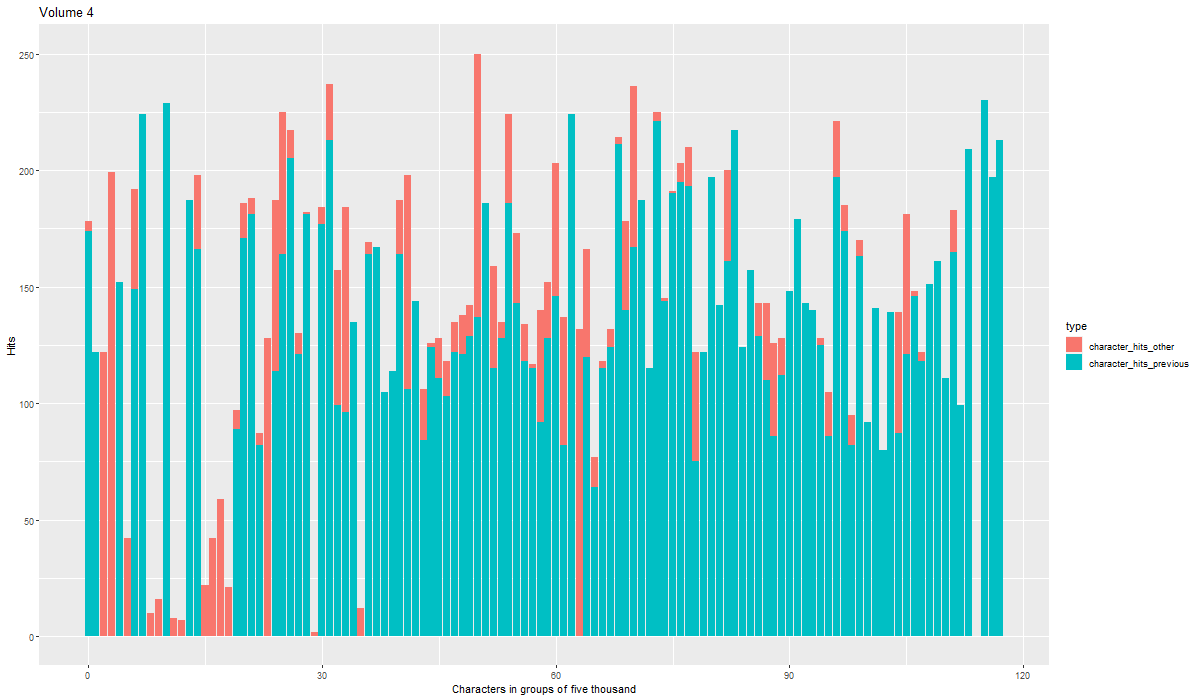 Volume 4
250
200
150
100
50
0
Hits
0
30
60
90
120
Characters in groups of five thousand
type
character_hits_other
character_hits_previous